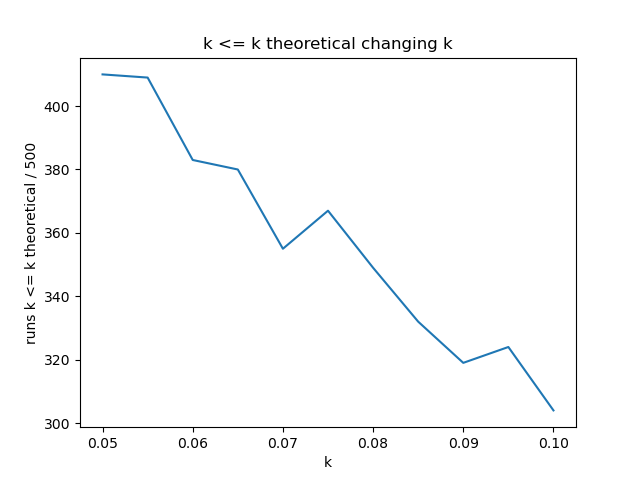 k <= k theoretical changing k
runs k <= k theoretical / 500
400
380
360
340
320
300
0.05 0.06 0.07 0.08 0.09 0.10
k